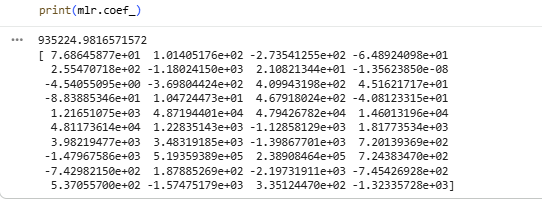 print(mlr.coef_)
935224.9816571572
[ 7.68645877e+01 1.01405176e+02 -2.73541255e+02 -6.48924098e+01
2.55470718e+02 -1.18024150e+03 2.10821344e+01 -1.35623850e-08
-4.54055095e+00 -3.69804424e+02 4.09943198e+02 4.51621717e+01
-8.83885346e+01 1.04724473e+01 4.67918024e+02 -4.08123315e+01
1.21651075e+03 4.87194401e+04 4.79426782e+04 1.46013196e+04
4.81173614e+04 1.22835143e+03 -1.12858129e+03 1.81773534e+03
3.98219477e+03 3.48319185e+03 -1.39867701e+03 7.20139369e+02
-1.47967586e+03 5.19359389e+05 2.38908464e+05 7.24383470e+02
-7.42982150e+02 1.87885269e+02 -2.19731911e+03 -7.45426928e+02
5.37055700e+02 -1.57475179e+03 3.35124470e+02 -1.32335728e+03]